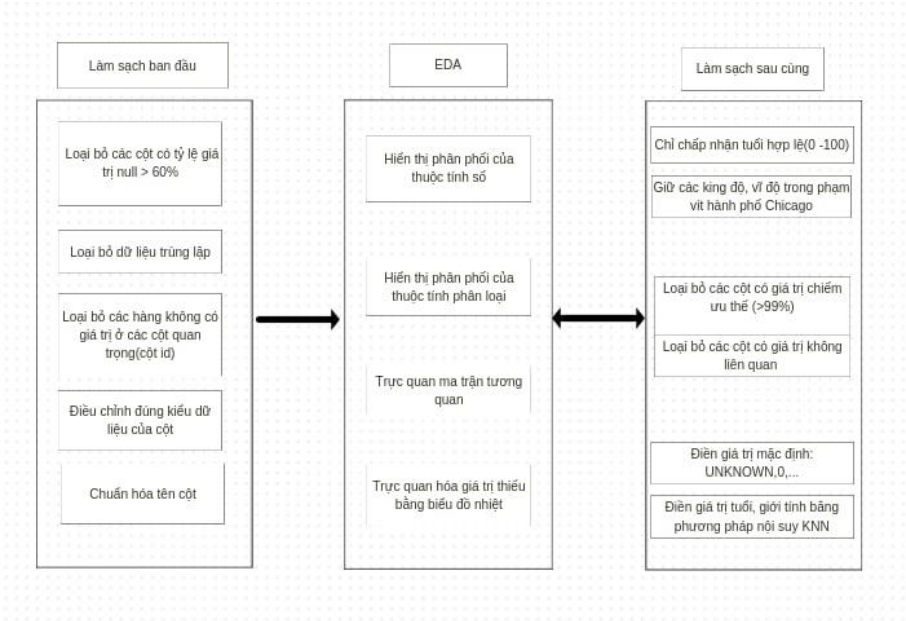 Làm sạch ban đầu
Loại bỏ các cột có tỷ lệ giá
trị null > 60%
Loại bỏ dữ liệu trùng lặp
Loại bỏ các hàng không có
giá trị ở các cột quan
trọng(cột id)
Điều chỉnh đúng kiểu dữ
liệu của cột
Chuẩn hóa tên cột
EDA
Hiển thị phân phối của
thuộc tính số
Hiển thị phân phối của
thuộc tính phân loại
Trực quan ma trận tương
quan
Trực quan hóa giá trị thiếu
bằng biểu đồ nhiệt
Làm sạch sau cùng
Chỉ chấp nhận tuổi hợp lệ(0 -100)
Giữ các king độ, vĩ độ trong phạm
vit hành phố Chicago
Loại bỏ các cột có giá trị chiếm
ưu thế (>99%)
Loại bỏ các cột có giá trị không
liên quan
Điền giá trị mặc định:
UNKNOWN,0,...
Điền giá trị tuổi, giới tính bằng
phương pháp nội suy KNN